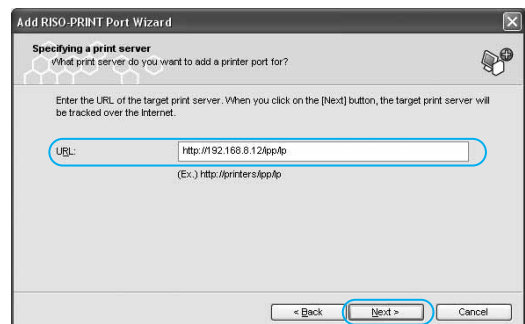 Add RISO-PRINT Port Wizard
Specifying a print server
What print server do you want to add a printer port for?
Enter the URL of the target print server. When you click on the [Next] button, the target print server will
be tracked over the Internet.
URL: http://192.168.8.12/ipp/lp
(Ex.) http://printers/ipp/lp
< Back Next > Cancel